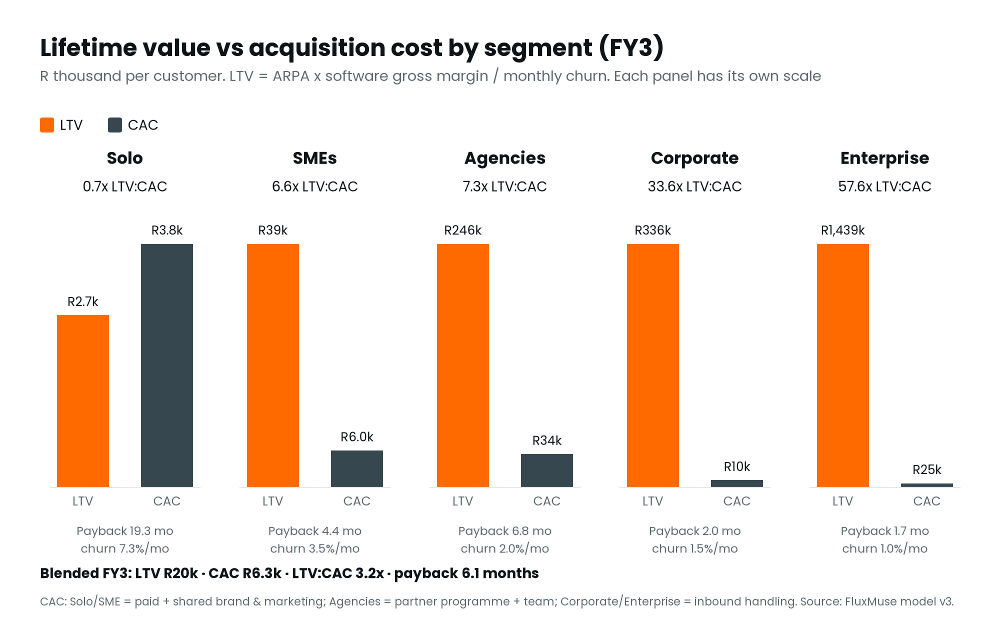 Lifetime value vs acquisition cost by segment (FY3)
R thousand per customer. LTV = ARPA x software gross margin / monthly churn. Each panel has its own scale
LTV CAC
Solo SMEs Agencies Corporate Enterprise
0.7x LTV:CAC 6.6x LTV:CAC 7.3x LTV:CAC 33.6x LTV:CAC 57.6x LTV:CAC
R3.8k R39k R246k R336k R1,439k
R2.7k
R6.0k R34k R10k R25k
LTV CAC LTV CAC LTV CAC LTV CAC LTV CAC
Payback 19.3 mo Payback 4.4 mo Payback 6.8 mo Payback 2.0 mo Payback 1.7 mo
churn 7.3%/mo churn 3.5%/mo churn 2.0%/mo churn 1.5%/mo churn 1.0%/mo
Blended FY3: LTV R20k · CAC R6.3k · LTV:CAC 3.2x · payback 6.1 months
CAC: Solo/SME = paid + shared brand & marketing; Agencies = partner programme + team; Corporate/Enterprise = inbound handling. Source: FluxMuse model v3.